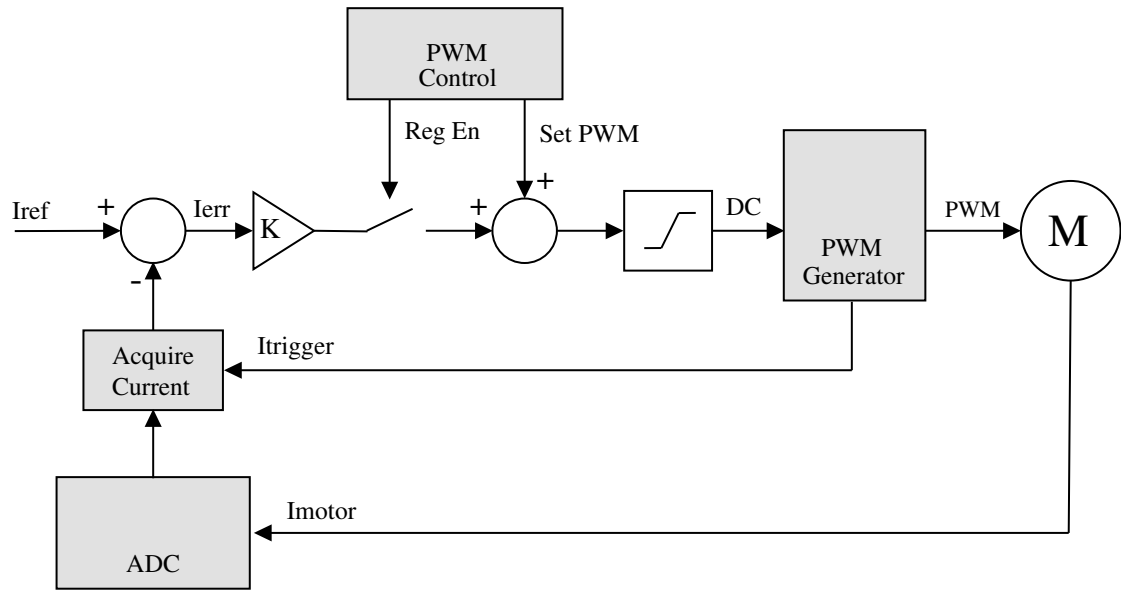 PWM
Control
Reg En
Set PWM
Iref
+
Ierr
K
+
+
DC
PWM
Generator
PWM
M
-
Acquire
Current
Itrigger
Imotor
ADC